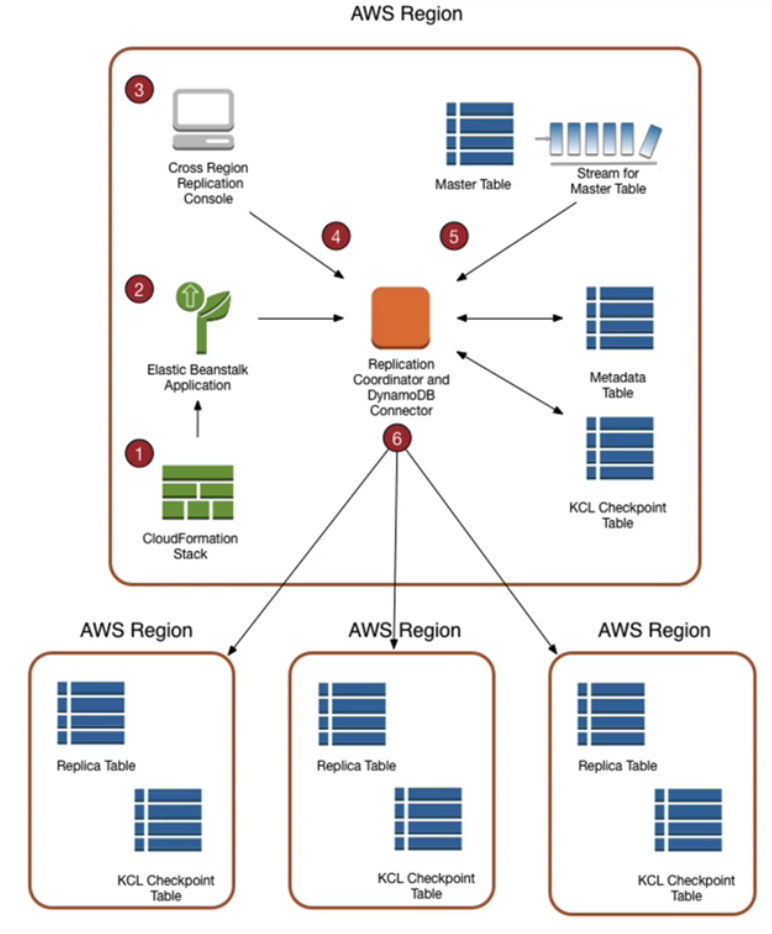 AWS Region
3
Cross Region
Replication
Console
Master Table
Stream for
Master Table
4
5
2
Elastic Beanstalk
Application
Replication
Coordinator and
DynamoDB
Connector
Metadata
Table
6
1
CloudFormation
Stack
KCL Checkpoint
Table
AWS Region
AWS Region
AWS Region
Replica Table
KCL Checkpoint
Table
Replica Table
KCL Checkpoint
Table
Replica Table
KCL Checkpoint
Table